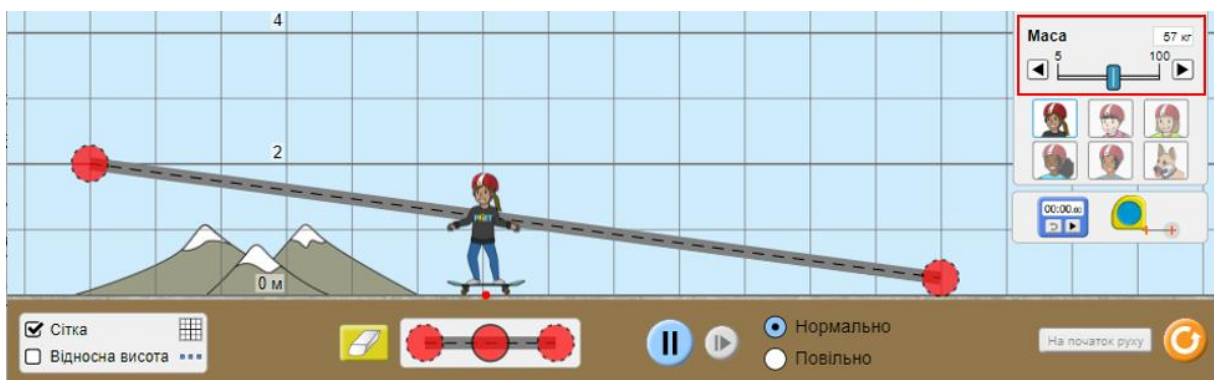 4
Маса
57 кг
5
100
2
00:00.00
0 м
Сітка
Відносна висота
Нормально
Повільно
На початок руху